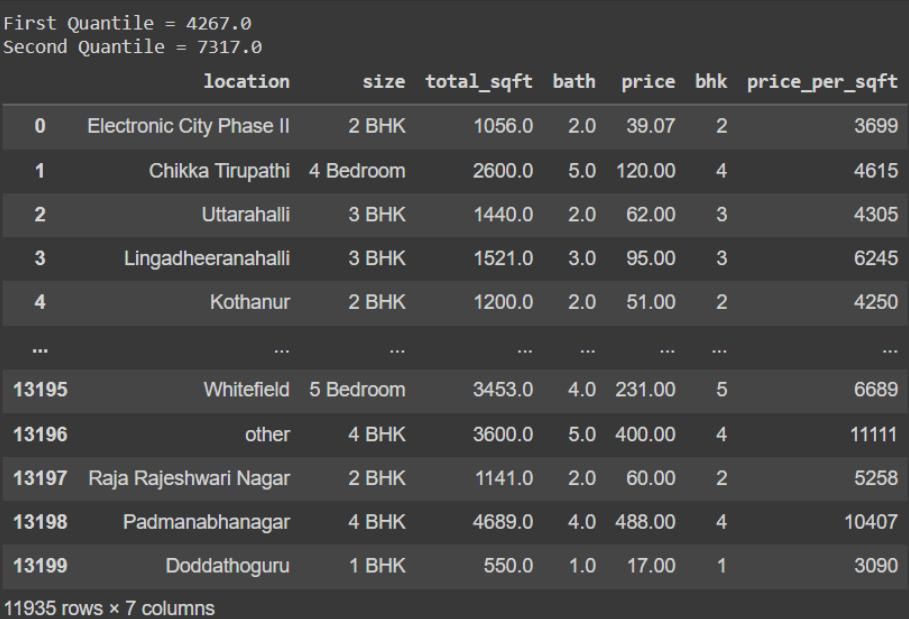 First Quantile = 4267.0
Second Quantile = 7317.0
location size total_sqft bath price bhk price_per_sqft
0 Electronic City Phase II 2 BHK 1056.0 2.0 39.07 2 3699
1 Chikka Tirupathi 4 Bedroom 2600.0 5.0 120.00 4 4615
2 Uttarahalli 3 BHK 1440.0 2.0 62.00 3 4305
3 Lingadheeranahalli 3 BHK 1521.0 3.0 95.00 3 6245
4 Kothanur 2 BHK 1200.0 2.0 51.00 2 4250
... ... ... ... ... ... ... ...
13195 Whitefield 5 Bedroom 3453.0 4.0 231.00 5 6689
13196 other 4 BHK 3600.0 5.0 400.00 4 11111
13197 Raja Rajeshwari Nagar 2 BHK 1141.0 2.0 60.00 2 5258
13198 Padmanabhanagar 4 BHK 4689.0 4.0 488.00 4 10407
13199 Doddathoguru 1 BHK 550.0 1.0 17.00 1 3090
11935 rows × 7 columns